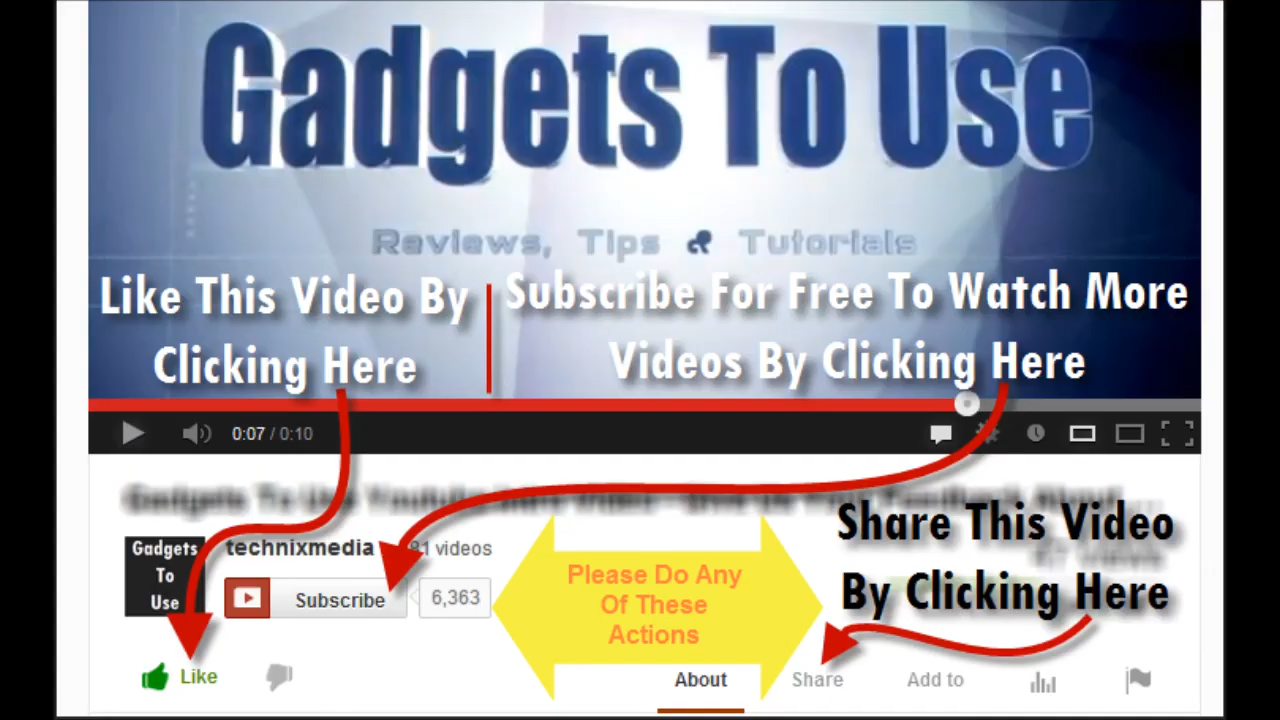 Gadgets To Use
Reviews, Tips & Tutorials
Like This Video By
Clicking Here
Subscribe For Free To Watch More
Videos By Clicking Here
0:07 / 0:10
Share This Video
By Clicking Here
Gadgets
To
Use
technixmedia
videos
Subscribe
6,363
Please Do Any
Of These
Actions
Like
About
Share
Add to